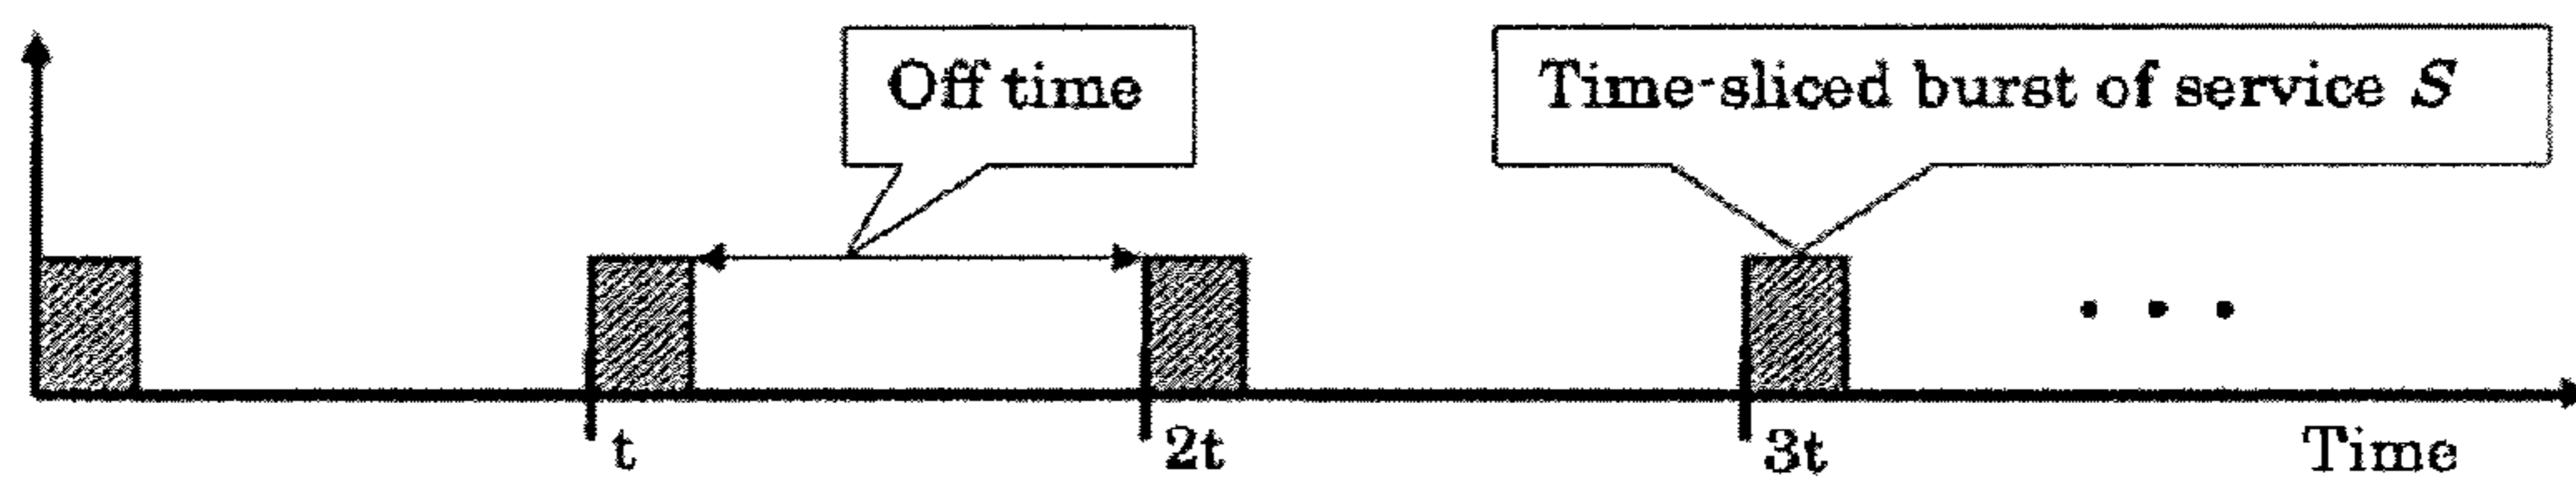 Off time
Time-sliced burst of service S
t
2t
3t
Time